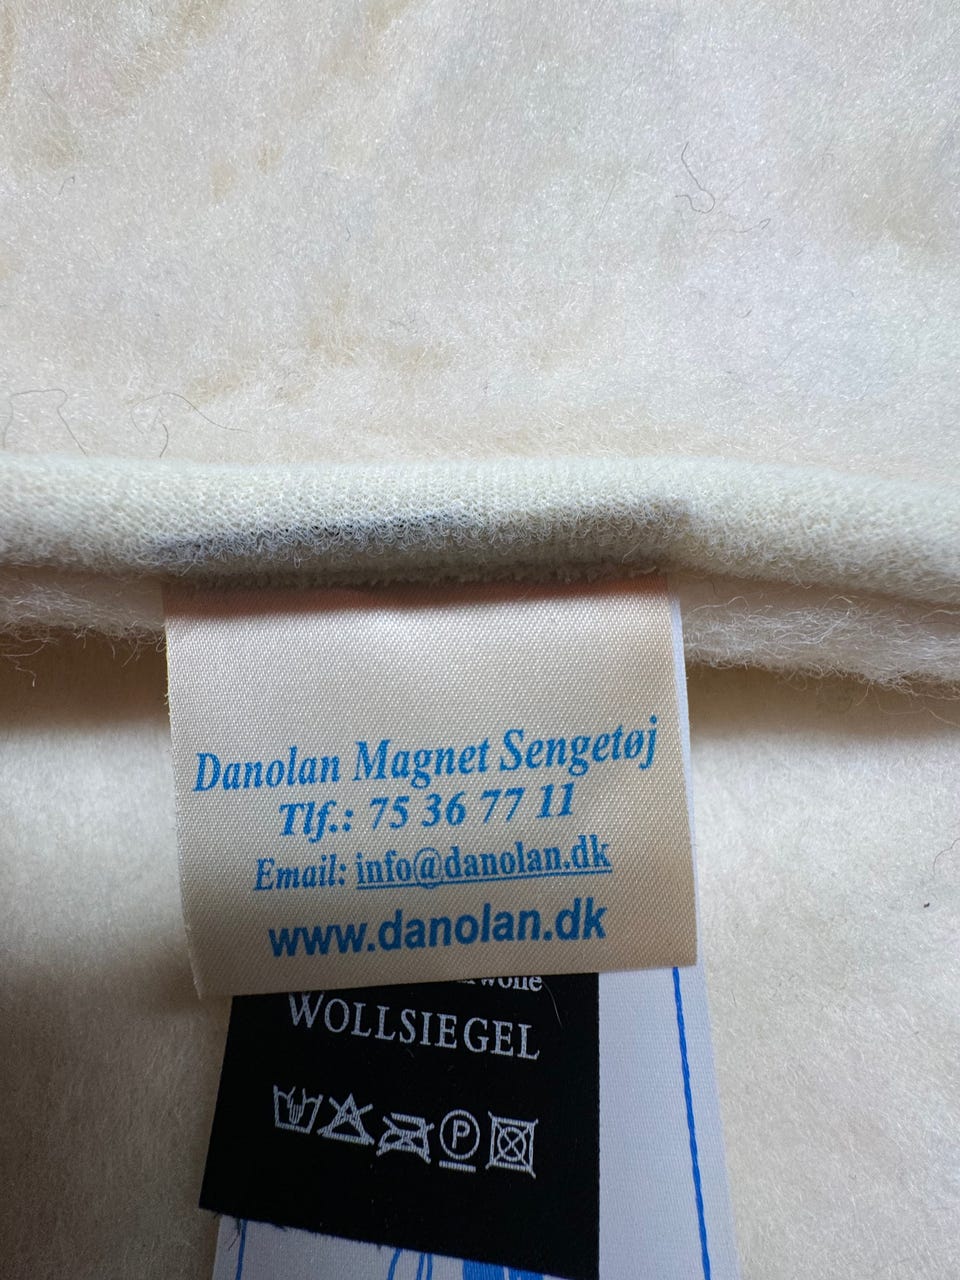 Danolan Magnet Sengetøj
Tlf.: 75 36 77 11
Email: info@danolan.dk
www.danolan.dk
WOLLSIEGEL
P